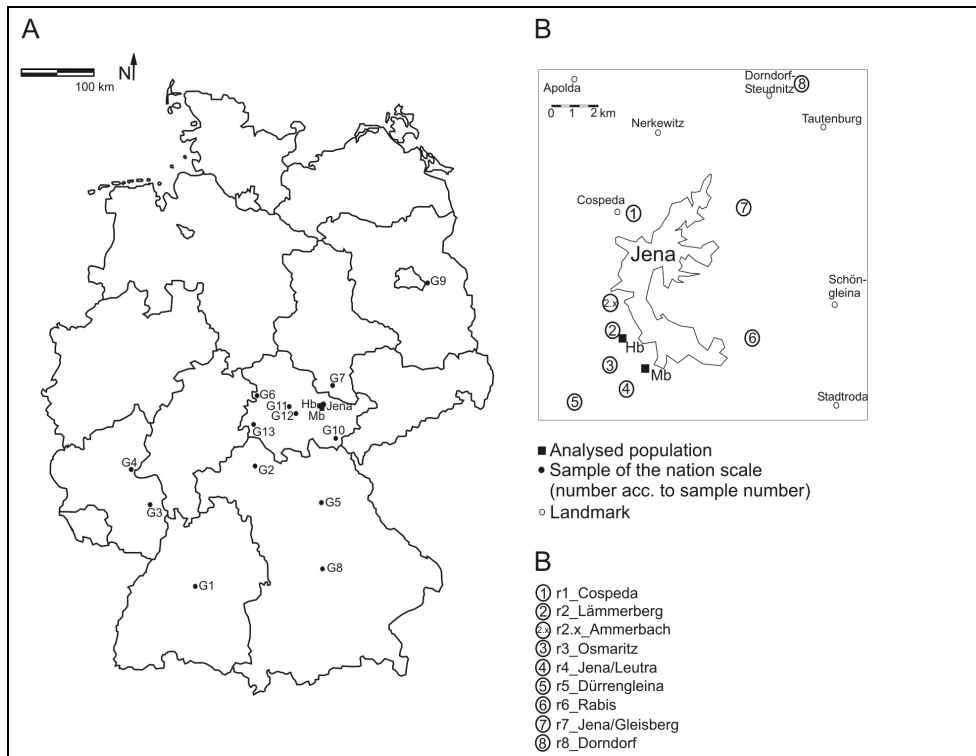 A
N
100 km
G9
G7
G6
G11
Hb
Jena
G12
Mb
G13
G10
G4
G2
G3
G5
G8
G1
B
Apolda
Dorndorf-
Steudnitz
8
0 1 2 km
Nerkewitz
Tautenburg
Cospeda
1
7
Jena
Schön-
gleina
2.x
2
Hb
6
3
Mb
4
5
Stadtroda
Analysed population
Sample of the nation scale
(number acc. to sample number)
Landmark
B
1 r1_Cospeda
2 r2_Lämmerberg
2.x r2.x_Ammerbach
3 r3_Osmaritz
4 r4_Jena/Leutra
5 r5_Dürrengleina
6 r6_Rabis
7 r7_Jena/Gleisberg
8 r8_Dorndorf